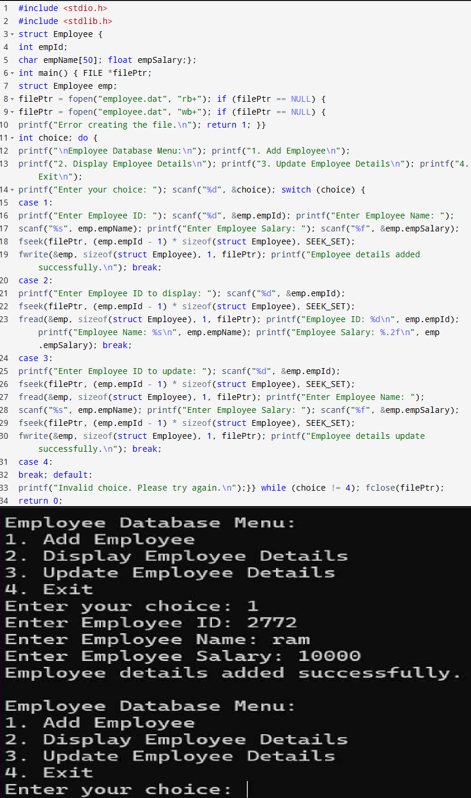 1 #include <stdio.h>
2 #include <stdlib.h>
3 struct Employee {
4 int empId;
5 char empName[50]; float empSalary;};
6 int main() { FILE *filePtr;
7 struct Employee emp;
8 filePtr = fopen("employee.dat", "rb+"); if (filePtr == NULL) {
9 filePtr = fopen("employee.dat", "wb+"); if (filePtr == NULL) {
10 printf("Error creating the file.\n"); return 1; }}
11 int choice; do {
12 printf("\nEmployee Database Menu:\n"); printf("1. Add Employee\n");
13 printf("2. Display Employee Details\n"); printf("3. Update Employee Details\n"); printf("4.
Exit\n");
14 printf("Enter your choice: "); scanf("%d", &choice); switch (choice) {
15 case 1:
16 printf("Enter Employee ID: "); scanf("%d", &emp.empId); printf("Enter Employee Name: ");
17 scanf("%s", emp.empName); printf("Enter Employee Salary: "); scanf("%f", &emp.empSalary);
18 fseek(filePtr, (emp.empId - 1) * sizeof(struct Employee), SEEK_SET);
19 fwrite(&emp, sizeof(struct Employee), 1, filePtr); printf("Employee details added
successfully.\n"); break;
20 case 2:
21 printf("Enter Employee ID to display: "); scanf("%d", &emp.empId);
22 fseek(filePtr, (emp.empId - 1) * sizeof(struct Employee), SEEK_SET);
23 fread(&emp, sizeof(struct Employee), 1, filePtr); printf("Employee ID: %d\n", emp.empId);
printf("Employee Name: %s\n", emp.empName); printf("Employee Salary: %.2f\n", emp
.empSalary); break;
24 case 3:
25 printf("Enter Employee ID to update: "); scanf("%d", &emp.empId);
26 fseek(filePtr, (emp.empId - 1) * sizeof(struct Employee), SEEK_SET);
27 fread(&emp, sizeof(struct Employee), 1, filePtr); printf("Enter Employee Name: ");
28 scanf("%s", emp.empName); printf("Enter Employee Salary: "); scanf("%f", &emp.empSalary);
29 fseek(filePtr, (emp.empId - 1) * sizeof(struct Employee), SEEK_SET);
30 fwrite(&emp, sizeof(struct Employee), 1, filePtr); printf("Employee details update
successfully.\n"); break;
31 case 4:
32 break; default:
33 printf("Invalid choice. Please try again.\n");}} while (choice != 4); fclose(filePtr);
34 return 0;
Employee Database Menu:
1. Add Employee
2. Display Employee Details
3. Update Employee Details
4. Exit
Enter your choice: 1
Enter Employee ID: 2772
Enter Employee Name: ram
Enter Employee Salary: 10000
Employee details added successfully.
Employee Database Menu:
1. Add Employee
2. Display Employee Details
3. Update Employee Details
4. Exit
Enter your choice: